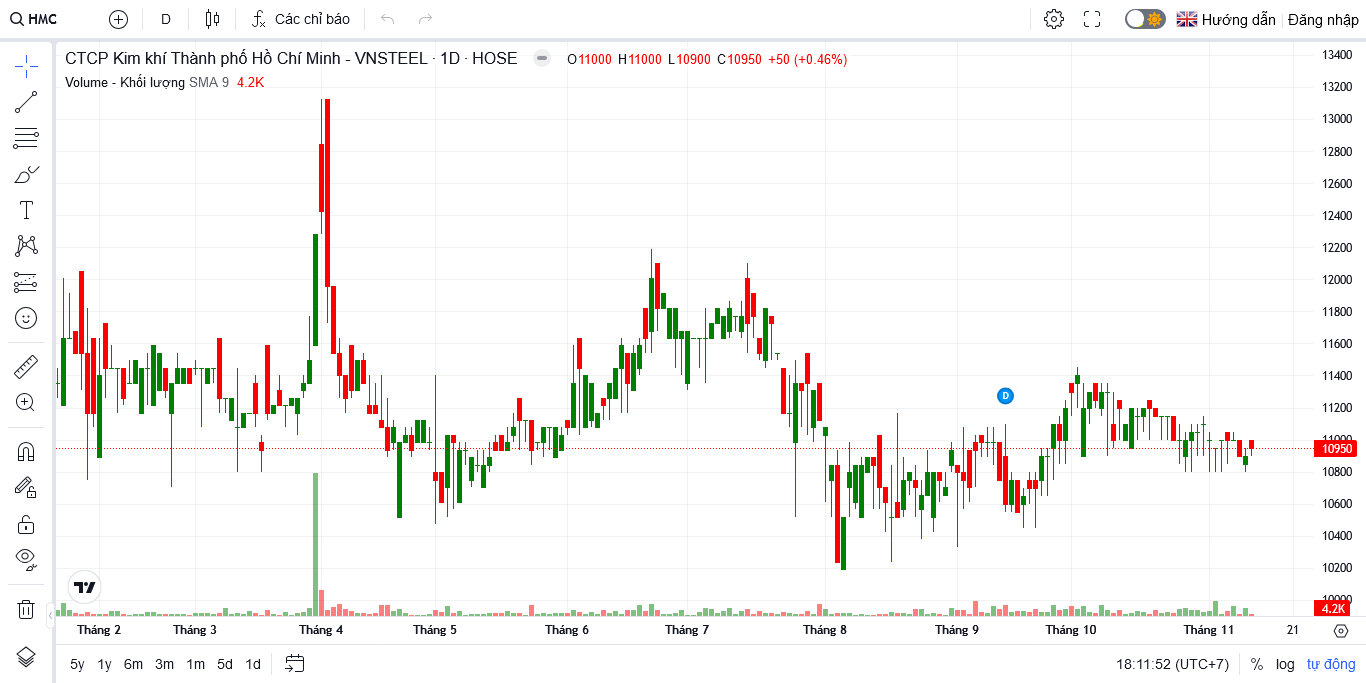 HMC D Các chỉ báo Hướng dẫn Đăng nhập
CTCP Kim khí Thành phố Hồ Chí Minh - VNSTEEL · 1D · HOSE O11000 H11000 L10900 C10950 +50 (+0.46%)
Volume - Khối lượng SMA 9 4.2K
13400
13200
13000
12800
12600
12400
12200
12000
11800
11600
11400
D
11200
11000
10950
10800
10600
10400
10200
10000
4.2K
Tháng 2 Tháng 3 Tháng 4 Tháng 5 Tháng 6 Tháng 7 Tháng 8 Tháng 9 Tháng 10 Tháng 11 21
5y 1y 6m 3m 1m 5d 1d 18:11:52 (UTC+7) % log tự động